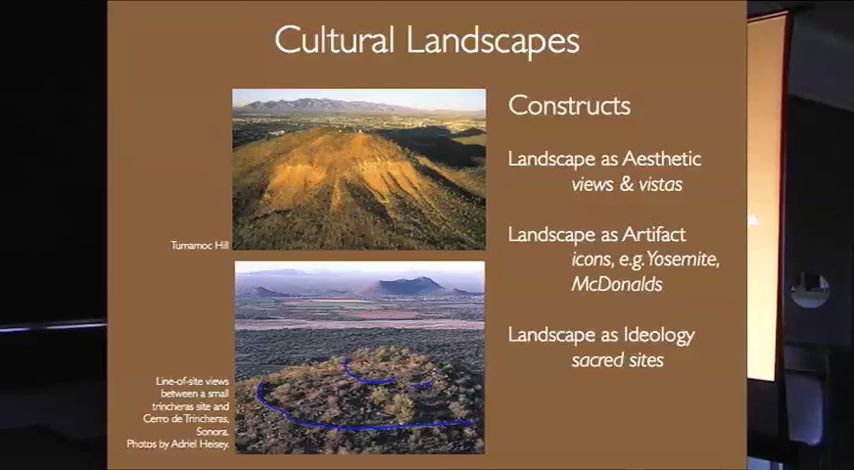 Cultural Landscapes
Constructs
Landscape as Aesthetic
views & vistas
Landscape as Artifact
icons, e.g. Yosemite,
McDonalds
Landscape as Ideology
sacred sites
Tumamoc Hill
Line-of-site views
between a small
trincheras site and
Cerro de Trincheras,
Sonora.
Photos by Adriel Heisey.